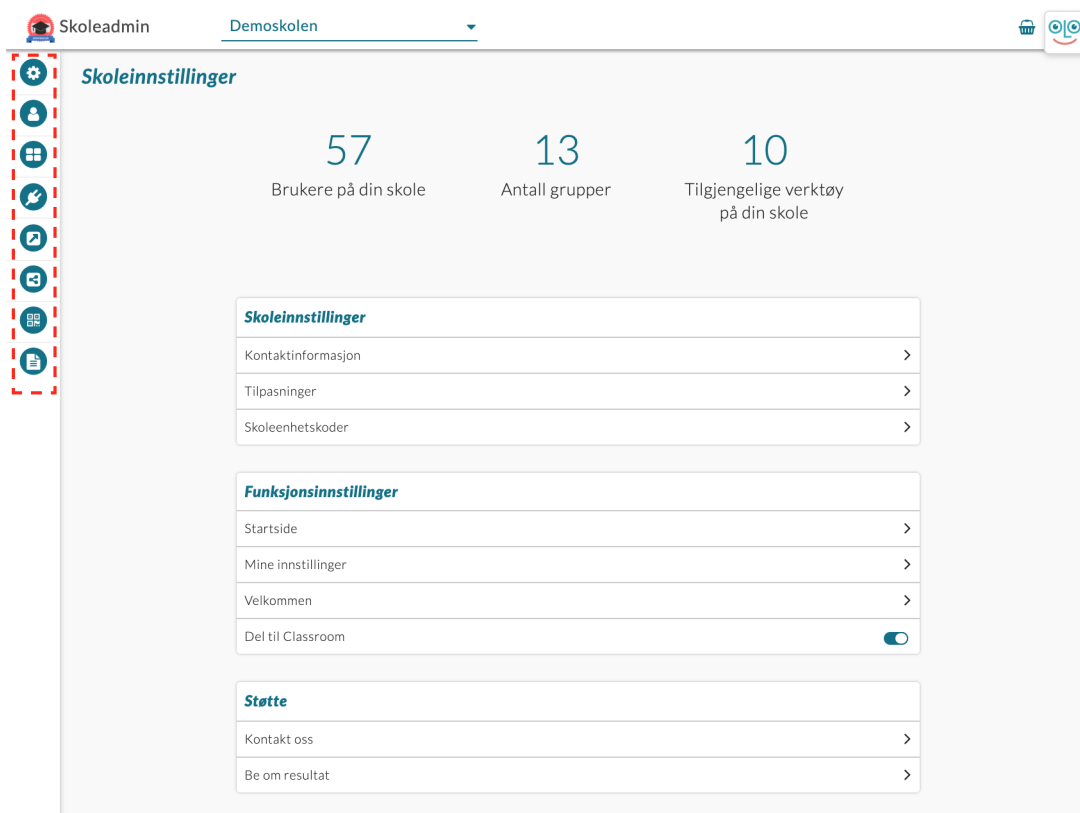 Skoleadmin
Demoskolen
Skoleinnstillinger
57
Brukere på din skole
13
Antall grupper
10
Tilgjengelige verktøy
på din skole
Skoleinnstillinger
Kontaktinformasjon
Tilpasninger
Skoleenhetskoder
Funksjonsinnstillinger
Startside
Mine innstillinger
Velkommen
Del til Classroom
Støtte
Kontakt oss
Be om resultat